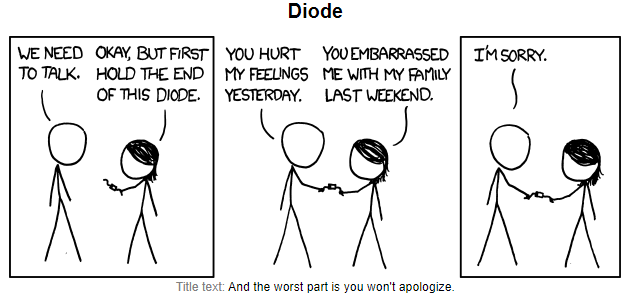 Diode
WE NEED
TO TALK.
OKAY, BUT FIRST
HOLD THE END
OF THIS DIODE.
YOU HURT
MY FEELINGS
YESTERDAY.
YOU EMBARRASSED
ME WITH MY FAMILY
LAST WEEKEND.
I'M SORRY.
Title text: And the worst part is you won't apologize.